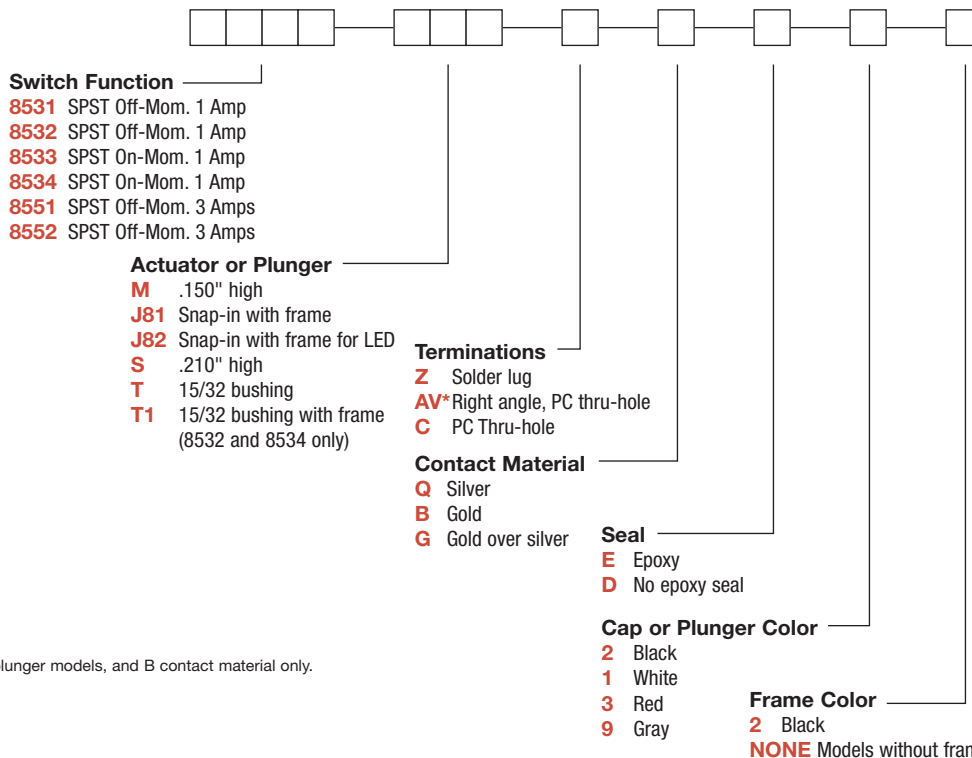 Switch Function
8531 SPST Off-Mom. 1 Amp
8532 SPST Off-Mom. 1 Amp
8533 SPST On-Mom. 1 Amp
8534 SPST On-Mom. 1 Amp
8551 SPST Off-Mom. 3 Amps
8552 SPST Off-Mom. 3 Amps
Actuator or Plunger
M .150" high
J81 Snap-in with frame
J82 Snap-in with frame for LED
S .210" high
T 15/32 bushing
T1 15/32 bushing with frame
(8532 and 8534 only)
Terminations
Z Solder lug
AV* Right angle, PC thru-hole
C PC Thru-hole
Contact Material
Q Silver
B Gold
G Gold over silver
Seal
E Epoxy
D No epoxy seal
Cap or Plunger Color
2 Black
1 White
3 Red
9 Gray
Frame Color
2 Black
NONE Models without
lunger models, and B contact material only.